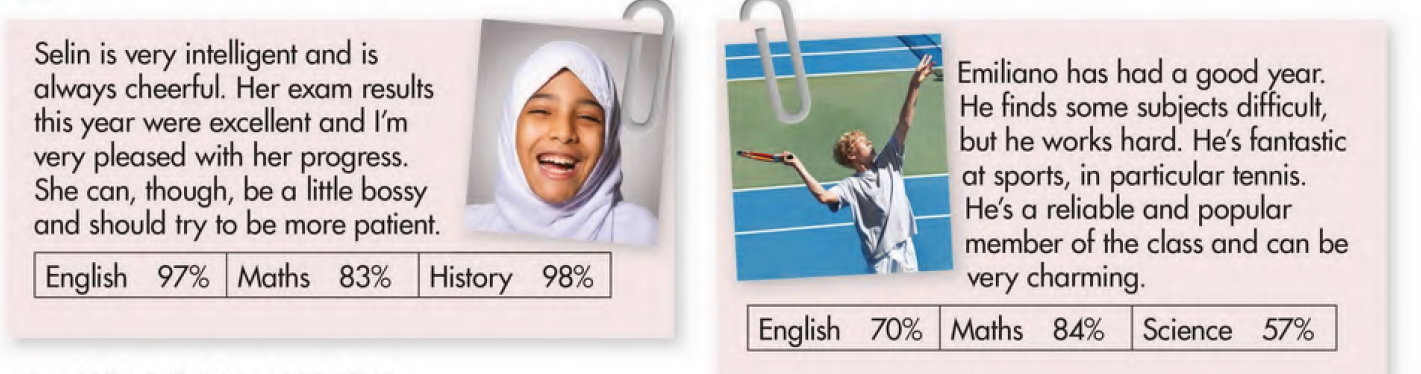 Selin is very intelligent and is
always cheerful. Her exam results
this year were excellent and I'm
very pleased with her progress.
She can, though, be a little bossy
and should try to be more patient.
English 97% Maths 83% History 98%
Emiliano has had a good year.
He finds some subjects difficult,
but he works hard. He's fantastic
at sports, in particular tennis.
He's a reliable and popular
member of the class and can be
very charming.
English 70% Maths 84% Science 57%